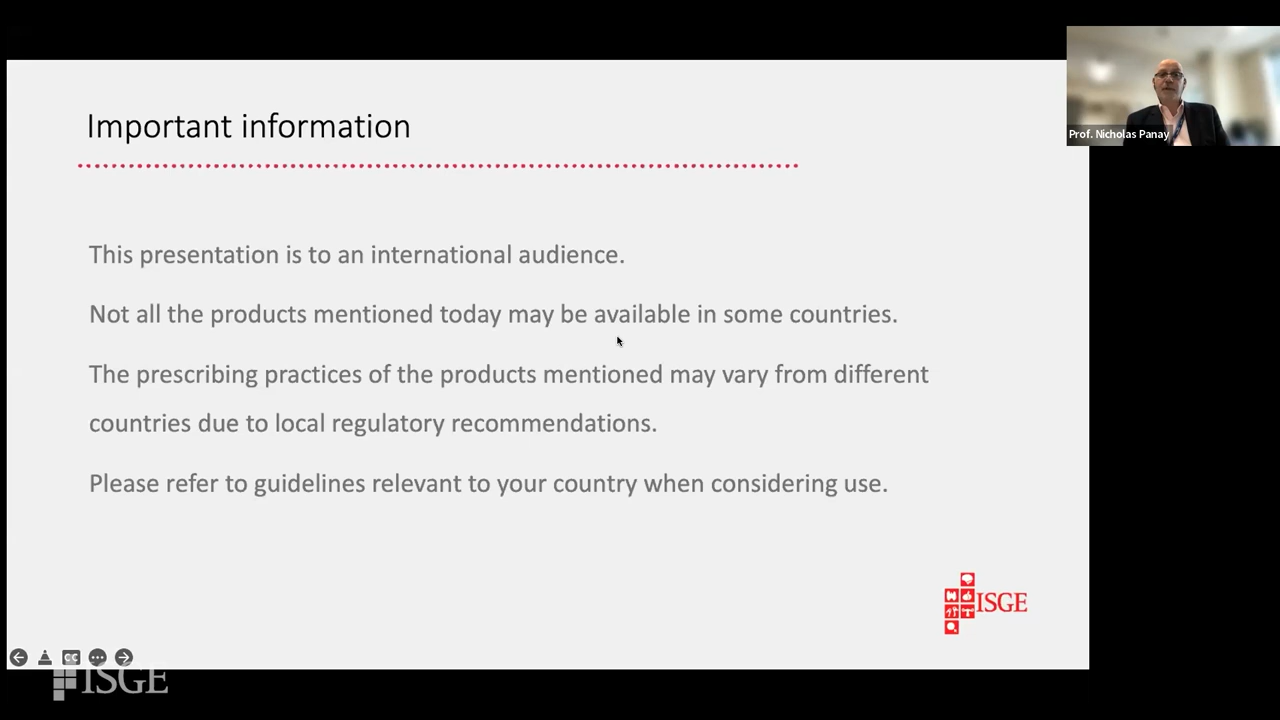 Prof. Nicholas Panay
Important information
This presentation is to an international audience.
Not all the products mentioned today may be available in some countries.
The prescribing practices of the products mentioned may vary from different
countries due to local regulatory recommendations.
Please refer to guidelines relevant to your country when considering use.
ISGE
CC
ISGE